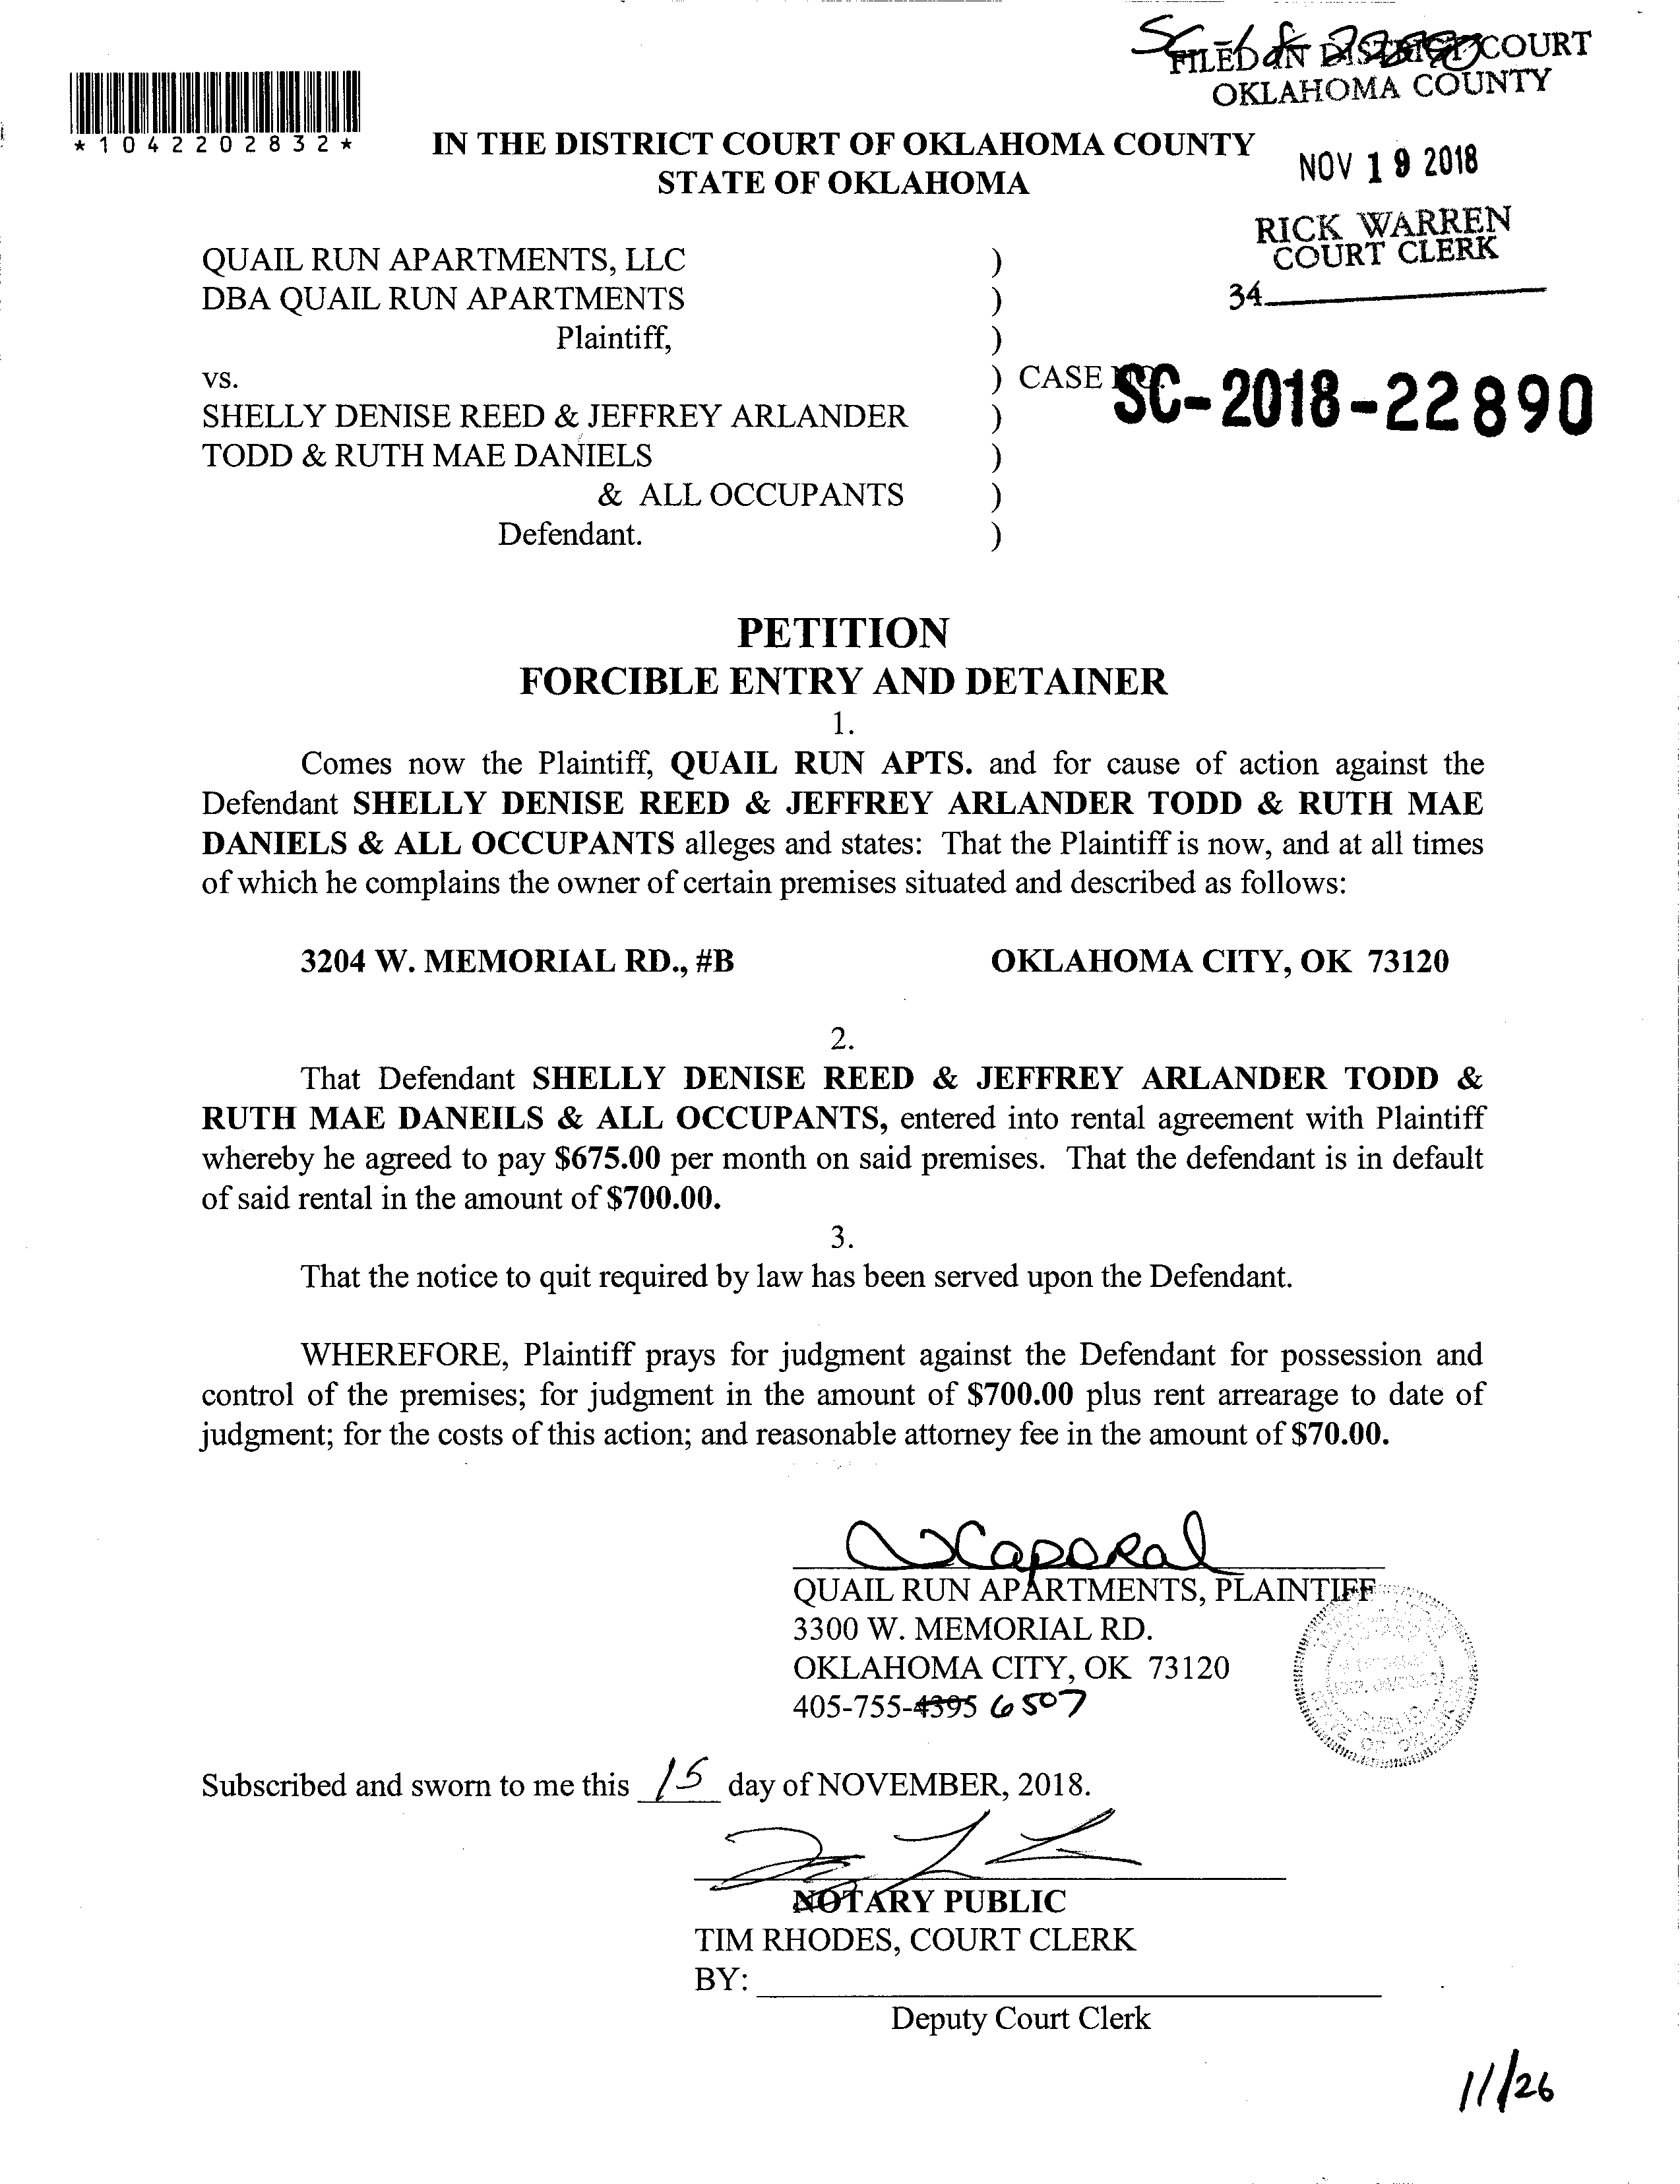 FILED IN DISTRICT COURT
OKLAHOMA COUNTY
*1042202832*
IN THE DISTRICT COURT OF OKLAHOMA COUNTY
STATE OF OKLAHOMA
NOV 19 2018
RICK WARREN
COURT CLERK
34
QUAIL RUN APARTMENTS, LLC )
DBA QUAIL RUN APARTMENTS )
Plaintiff, )
vs. ) CASE NO. SC-2018-22890
SHELLY DENISE REED & JEFFREY ARLANDER )
TODD & RUTH MAE DANIELS )
& ALL OCCUPANTS )
Defendant. )
PETITION
FORCIBLE ENTRY AND DETAINER
1.
Comes now the Plaintiff, QUAIL RUN APTS. and for cause of action against the
Defendant SHELLY DENISE REED & JEFFREY ARLANDER TODD & RUTH MAE
DANIELS & ALL OCCUPANTS alleges and states: That the Plaintiff is now, and at all times
of which he complains the owner of certain premises situated and described as follows:
3204 W. MEMORIAL RD., #B OKLAHOMA CITY, OK 73120
2.
That Defendant SHELLY DENISE REED & JEFFREY ARLANDER TODD &
RUTH MAE DANEILS & ALL OCCUPANTS, entered into rental agreement with Plaintiff
whereby he agreed to pay $675.00 per month on said premises. That the defendant is in default
of said rental in the amount of $700.00.
3.
That the notice to quit required by law has been served upon the Defendant.
WHEREFORE, Plaintiff prays for judgment against the Defendant for possession and
control of the premises; for judgment in the amount of $700.00 plus rent arrearage to date of
judgment; for the costs of this action; and reasonable attorney fee in the amount of $70.00.
Caporal
QUAIL RUN APARTMENTS, PLAINTIFF
3300 W. MEMORIAL RD.
OKLAHOMA CITY, OK 73120
405-755-4395 6507
Subscribed and sworn to me this 15 day of NOVEMBER, 2018.
NOTARY PUBLIC
TIM RHODES, COURT CLERK
BY:
Deputy Court Clerk
11/26